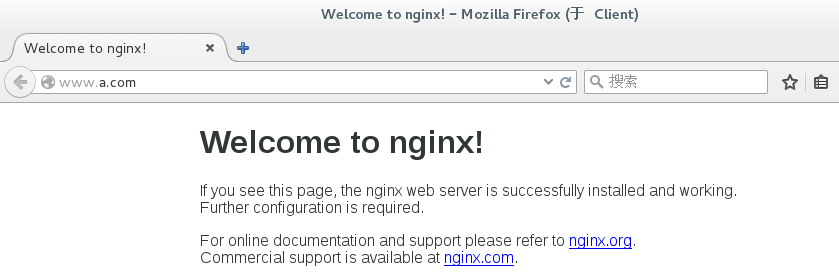 Welcome to nginx! – Mozilla Firefox (于 Client)
Welcome to nginx!
www.a.com
搜索
Welcome to nginx!
If you see this page, the nginx web server is successfully installed and working.
Further configuration is required.
For online documentation and support please refer to nginx.org.
Commercial support is available at nginx.com.